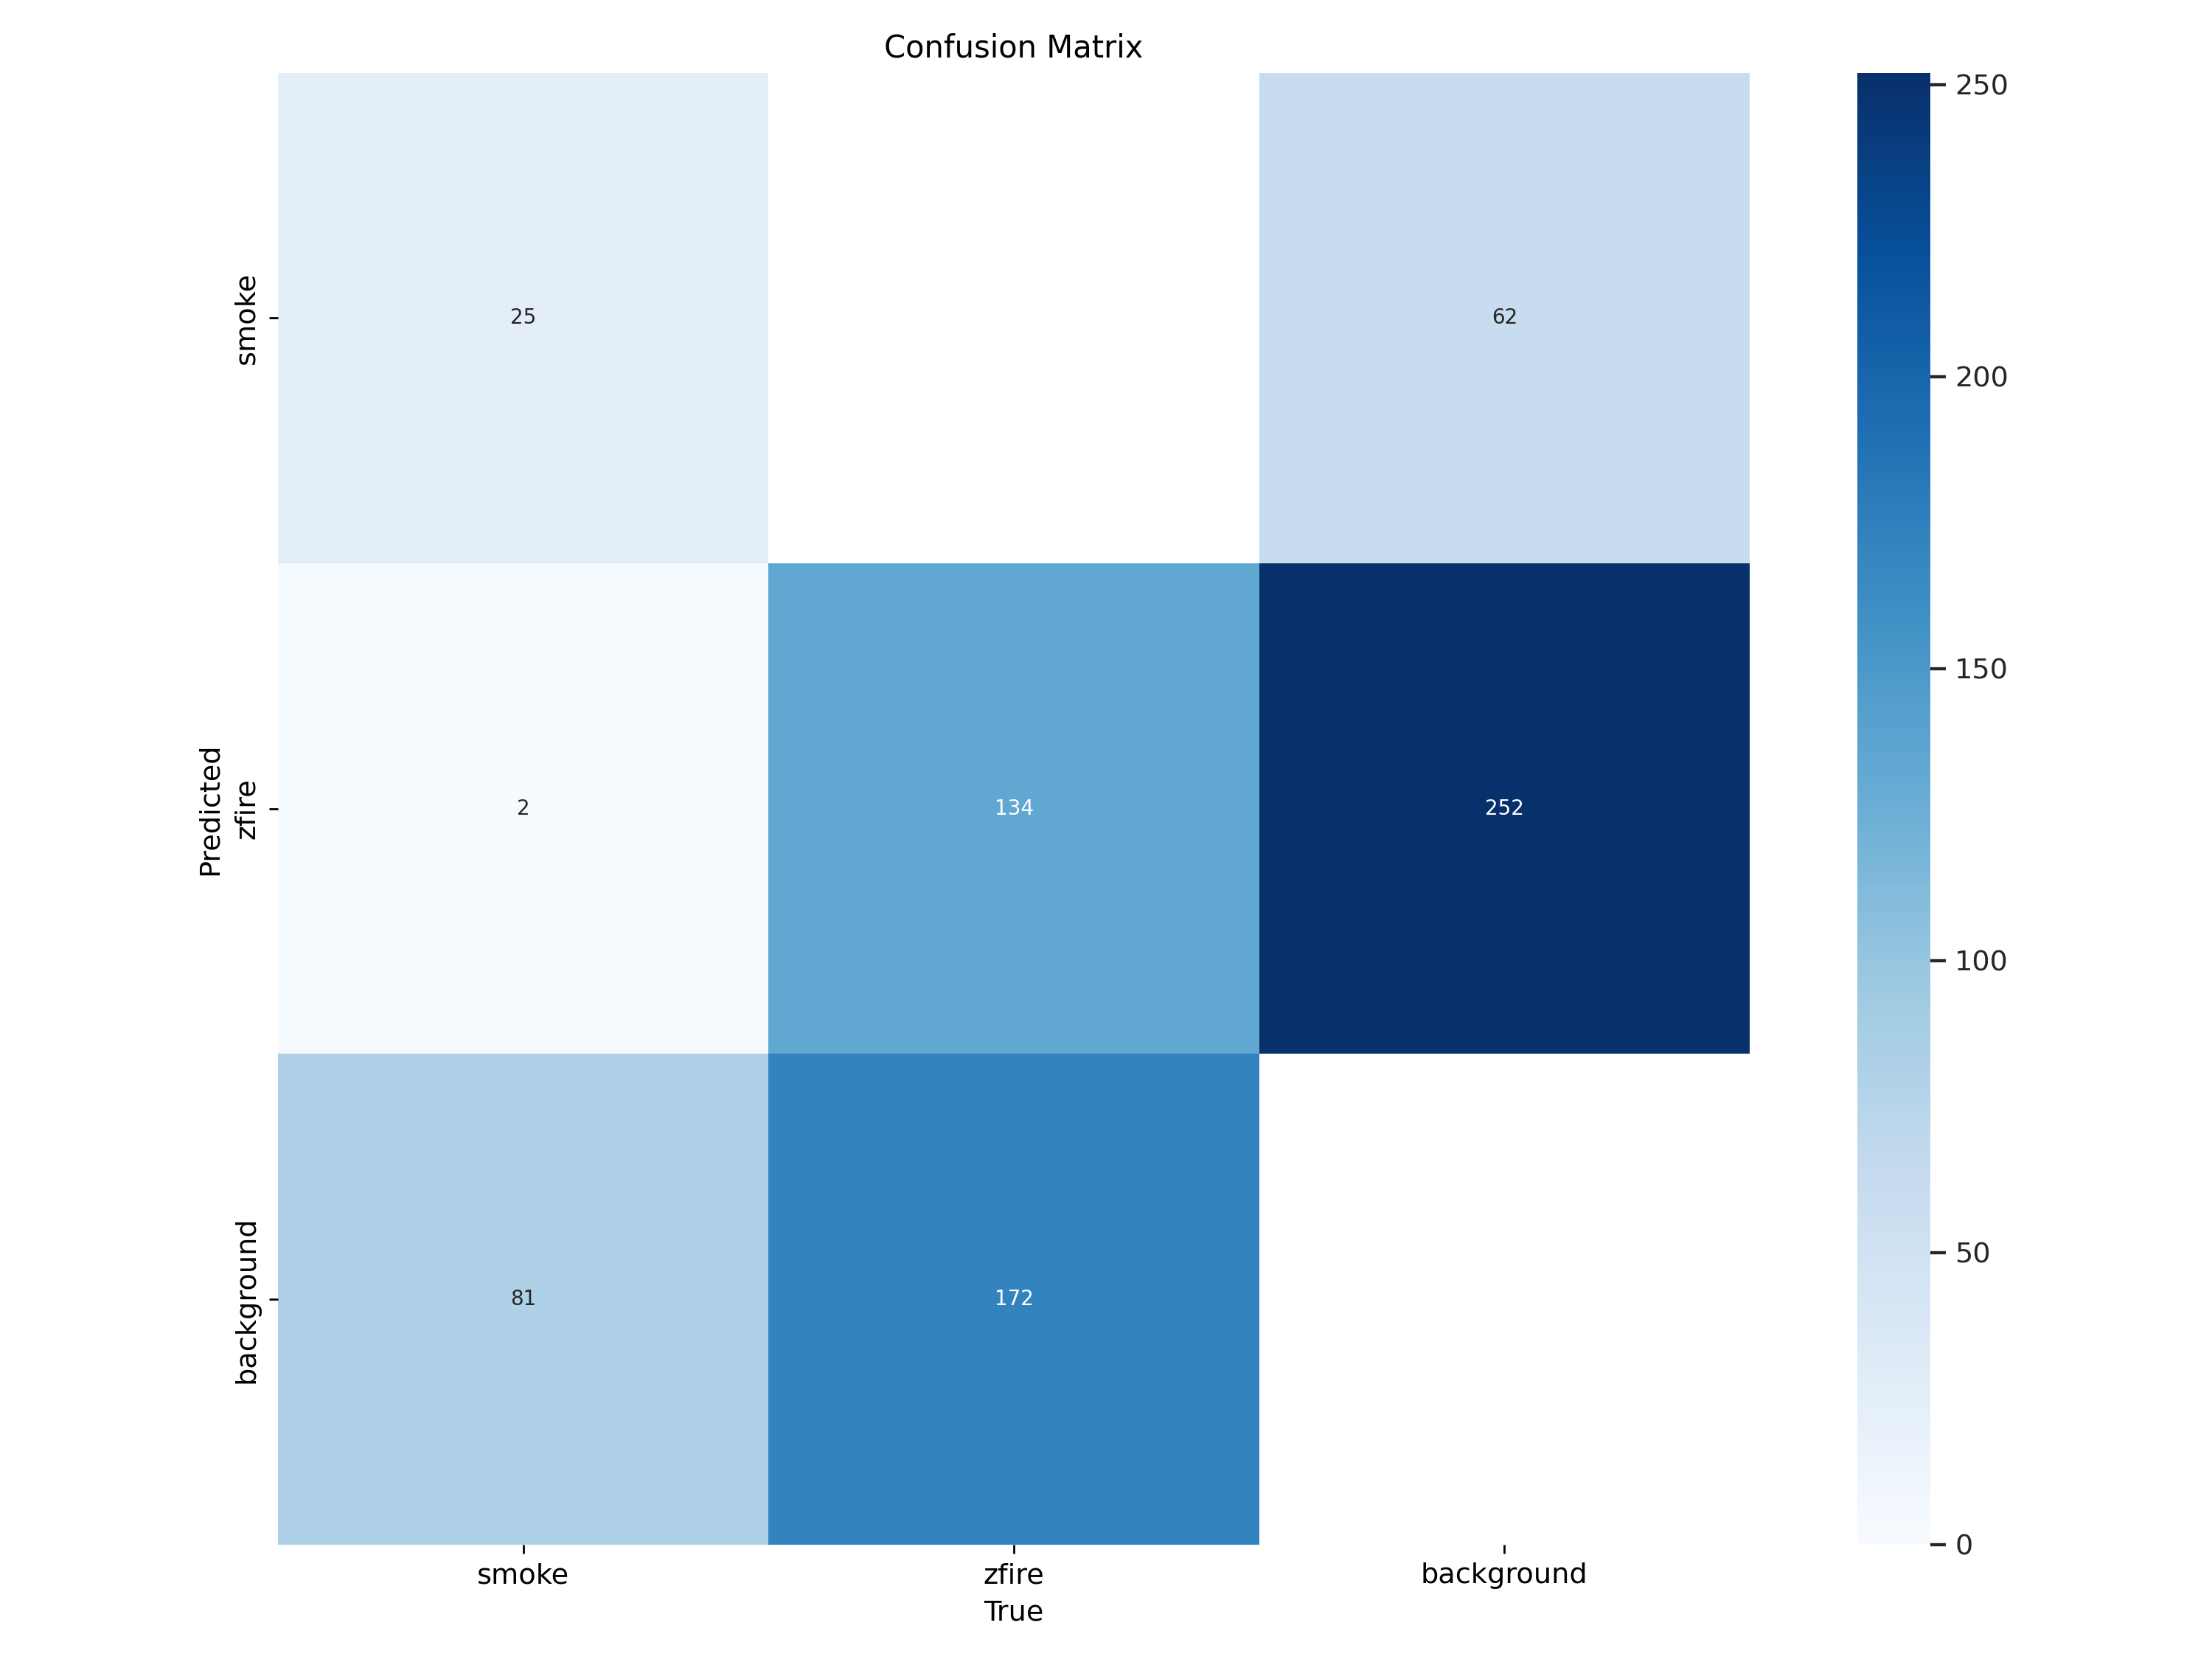 Confusion Matrix
250
200
150
100
50
0
Predicted
smoke
zfire
background
25
62
2
134
252
81
172
smoke
zfire
background
True